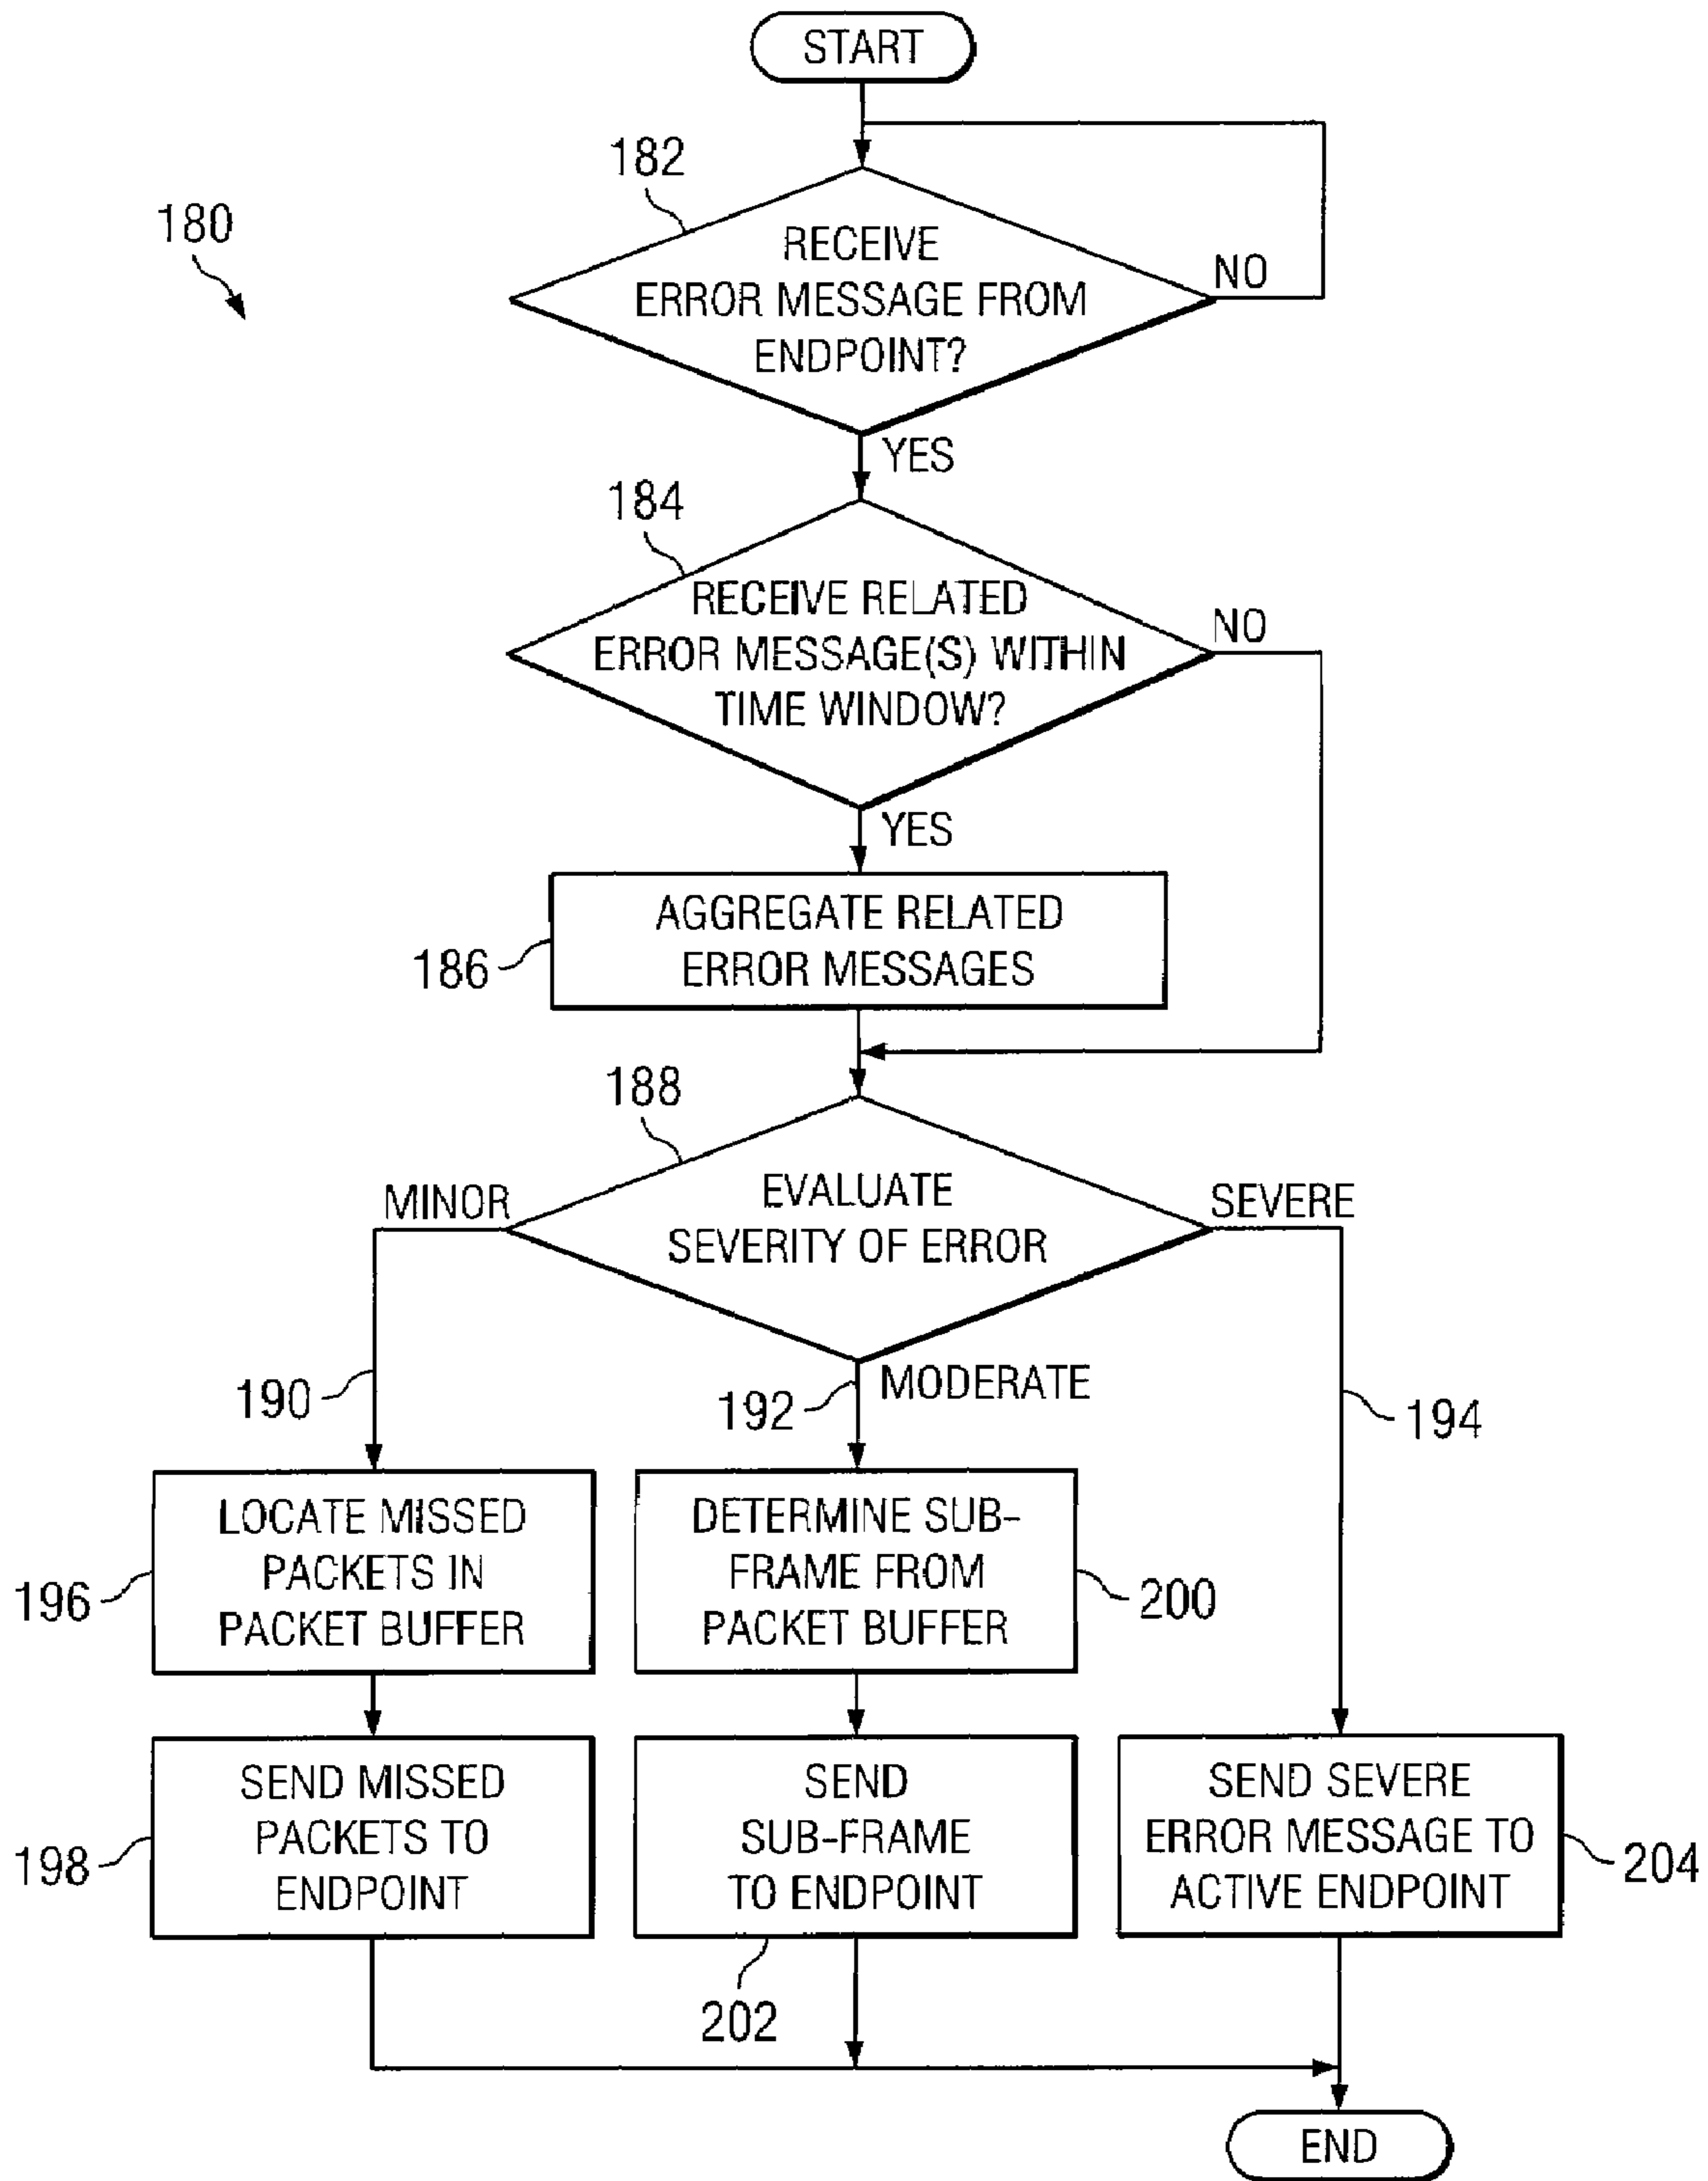 START
182
180
RECEIVE
ERROR MESSAGE FROM
ENDPOINT?
NO
YES
184
RECEIVE RELATED
ERROR MESSAGE(S) WITHIN
TIME WINDOW?
NO
YES
AGGREGATE RELATED
ERROR MESSAGES
186
188
EVALUATE
SEVERITY OF ERROR
MINOR
SEVERE
MODERATE
190
192
194
LOCATE MISSED
PACKETS IN
PACKET BUFFER
196
DETERMINE SUB-
FRAME FROM
PACKET BUFFER
200
SEND MISSED
PACKETS TO
ENDPOINT
198
SEND
SUB-FRAME
TO ENDPOINT
202
SEND SEVERE
ERROR MESSAGE TO
ACTIVE ENDPOINT
204
END